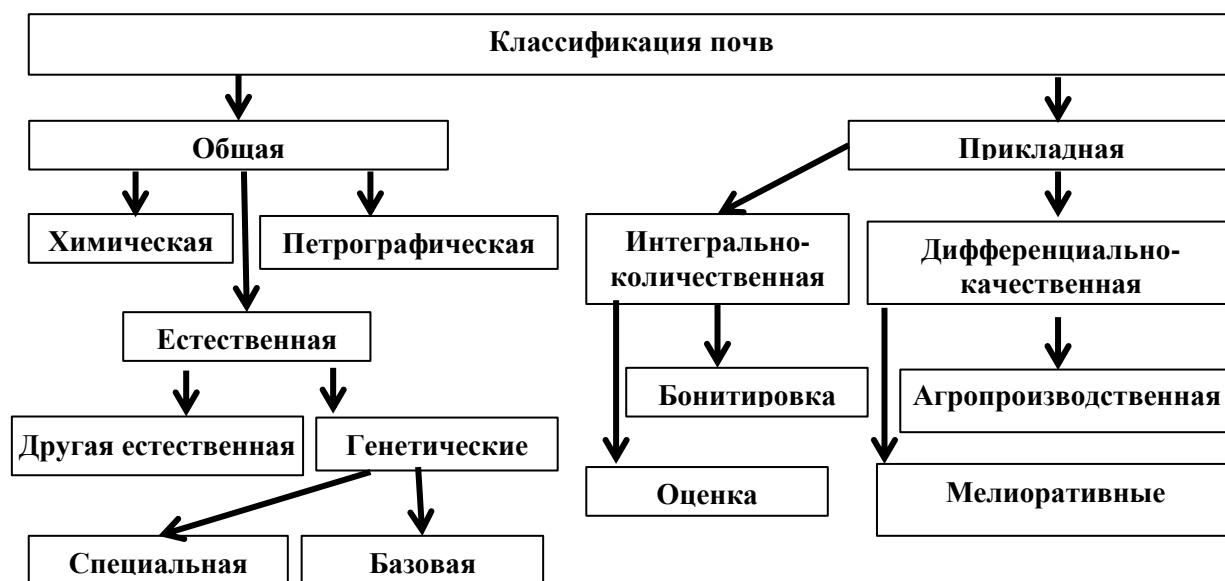 Классификация почв
Общая
Прикладная
Химическая
Петрографическая
Интегрально-
количественная
Дифференциально-
качественная
Естественная
Бонитировка
Агропроизводственная
Другая естественная
Генетические
Оценка
Мелиоративные
Специальная
Базовая